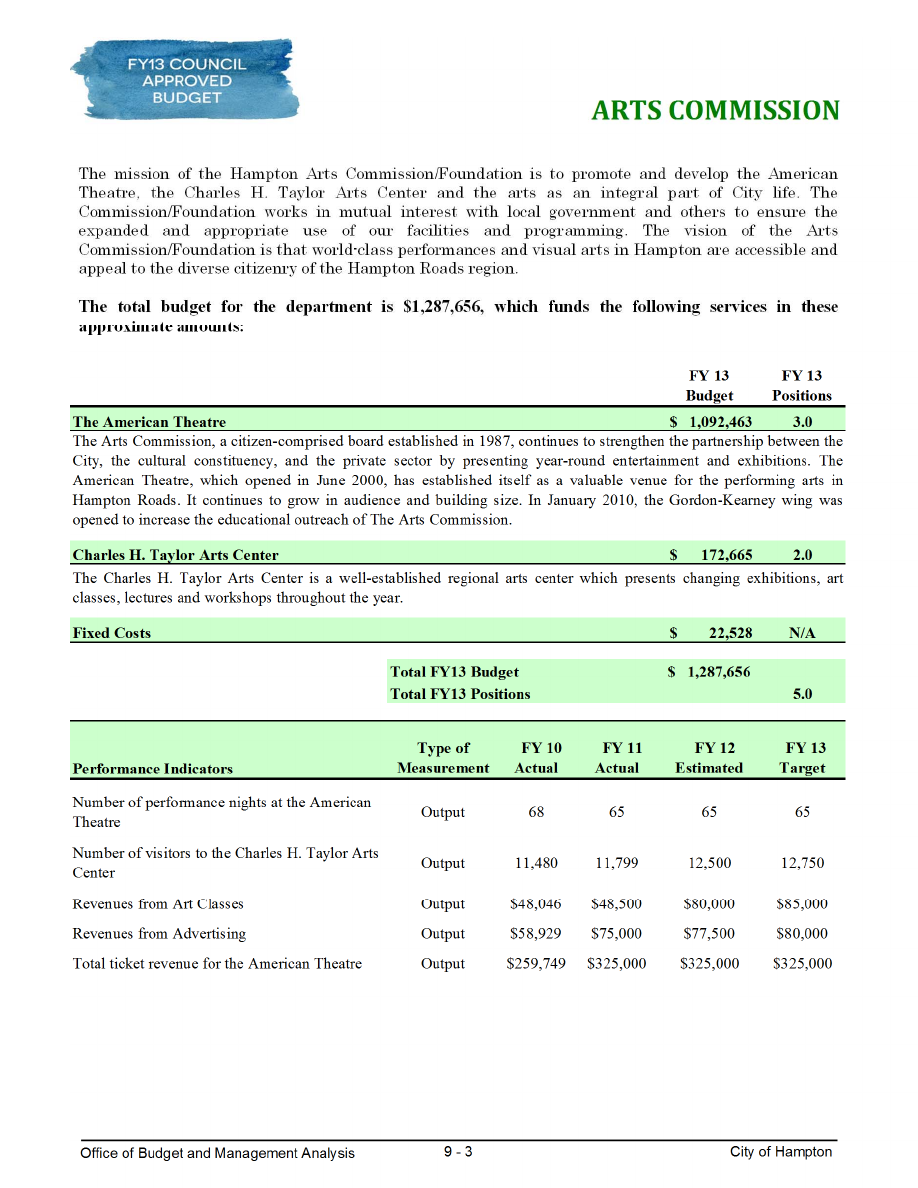 FY13 COUNCIL
APPROVED
BUDGET
ARTS COMMISSION
The mission of the Hampton Arts Commission/Foundation is to promote and develop the American
Theatre, the Charles H. Taylor Arts Center and the arts as an integral part of City life. The
Commission/Foundation works in mutual interest with local government and others to ensure the
expanded and appropriate use of our facilities and programming. The vision of the Arts
Commission/Foundation is that world-class performances and visual arts in Hampton are accessible and
appeal to the diverse citizenry of the Hampton Roads region.
The total budget for the department is $1,287,656, which funds the following services in these
approximate amounts:
FY 13 FY 13
Budget Positions
The American Theatre $ 1,092,463 3.0
The Arts Commission, a citizen-comprised board established in 1987, continues to strengthen the partnership between the
City, the cultural constituency, and the private sector by presenting year-round entertainment and exhibitions. The
American Theatre, which opened in June 2000, has established itself as a valuable venue for the performing arts in
Hampton Roads. It continues to grow in audience and building size. In January 2010, the Gordon-Kearney wing was
opened to increase the educational outreach of The Arts Commission.
Charles H. Taylor Arts Center $ 172,665 2.0
The Charles H. Taylor Arts Center is a well-established regional arts center which presents changing exhibitions, art
classes, lectures and workshops throughout the year.
Fixed Costs $ 22,528 N/A
Total FY13 Budget $ 1,287,656
Total FY13 Positions 5.0
Type of FY 10 FY 11 FY 12 FY 13
Performance Indicators Measurement Actual Actual Estimated Target
Number of performance nights at the American
Theatre Output 68 65 65 65
Number of visitors to the Charles H. Taylor Arts
Center Output 11,480 11,799 12,500 12,750
Revenues from Art Classes Output $48,046 $48,500 $80,000 $85,000
Revenues from Advertising Output $58,929 $75,000 $77,500 $80,000
Total ticket revenue for the American Theatre Output $259,749 $325,000 $325,000 $325,000
Office of Budget and Management Analysis 9 - 3 City of Hampton